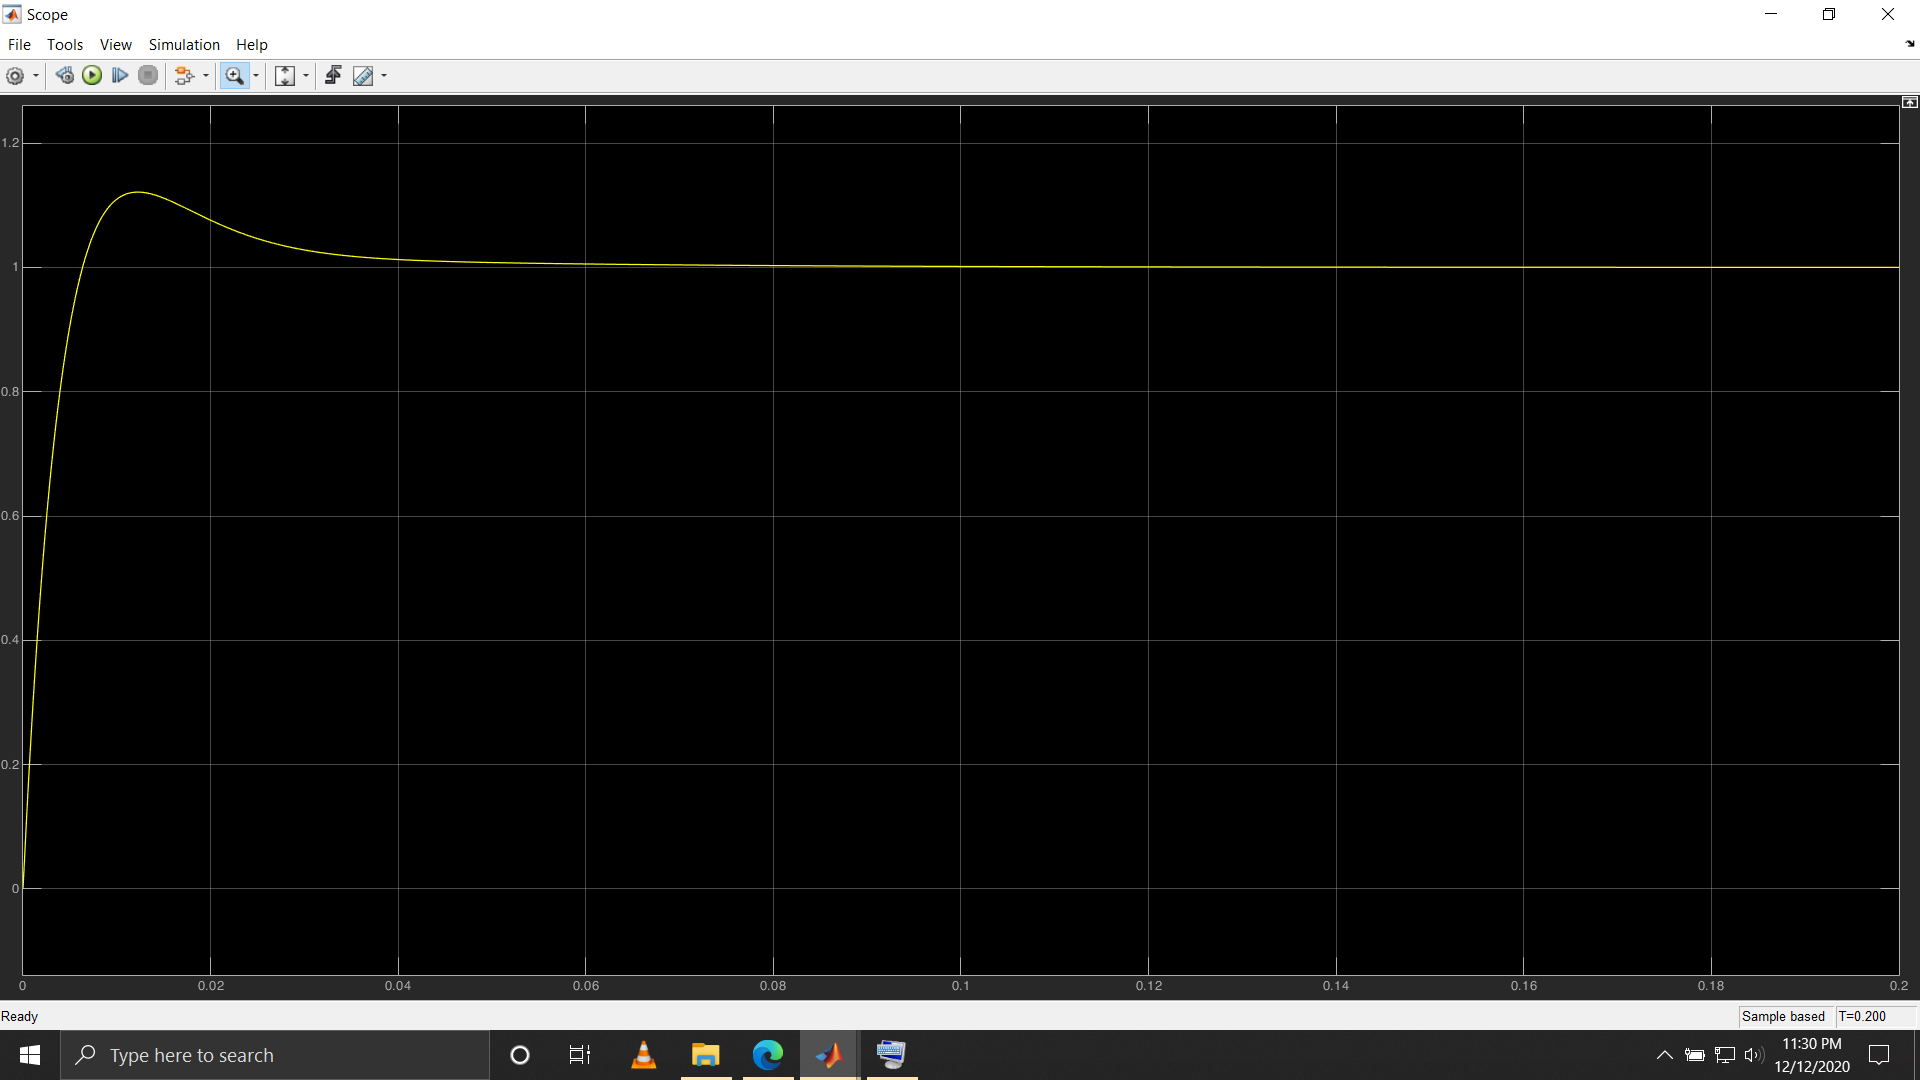 Scope
File Tools View Simulation Help
1.2
1
0.8
0.6
0.4
0.2
0
0 0.02 0.04 0.06 0.08 0.1 0.12 0.14 0.16 0.18 0.2
Ready Sample based T=0.200
Type here to search
11:30 PM
12/12/2020